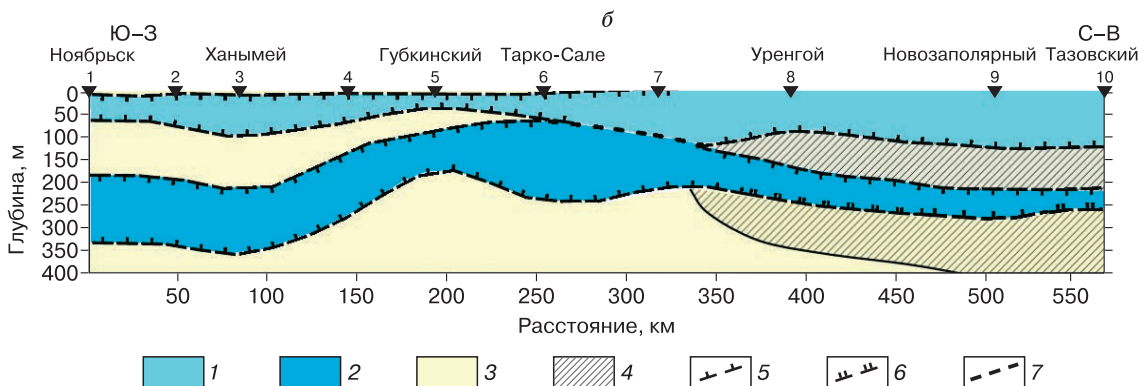 б
Ю–З С–В
Ноябрьск Ханымей Губкинский Тарко-Сале Уренгой Новозаполярный Тазовский
1 2 3 4 5 6 7 8 9 10
Глубина, м
0
50
100
150
200
250
300
350
400
50 100 150 200 250 300 350 400 450 500 550
Расстояние, км
1 2 3 4 5 6 7